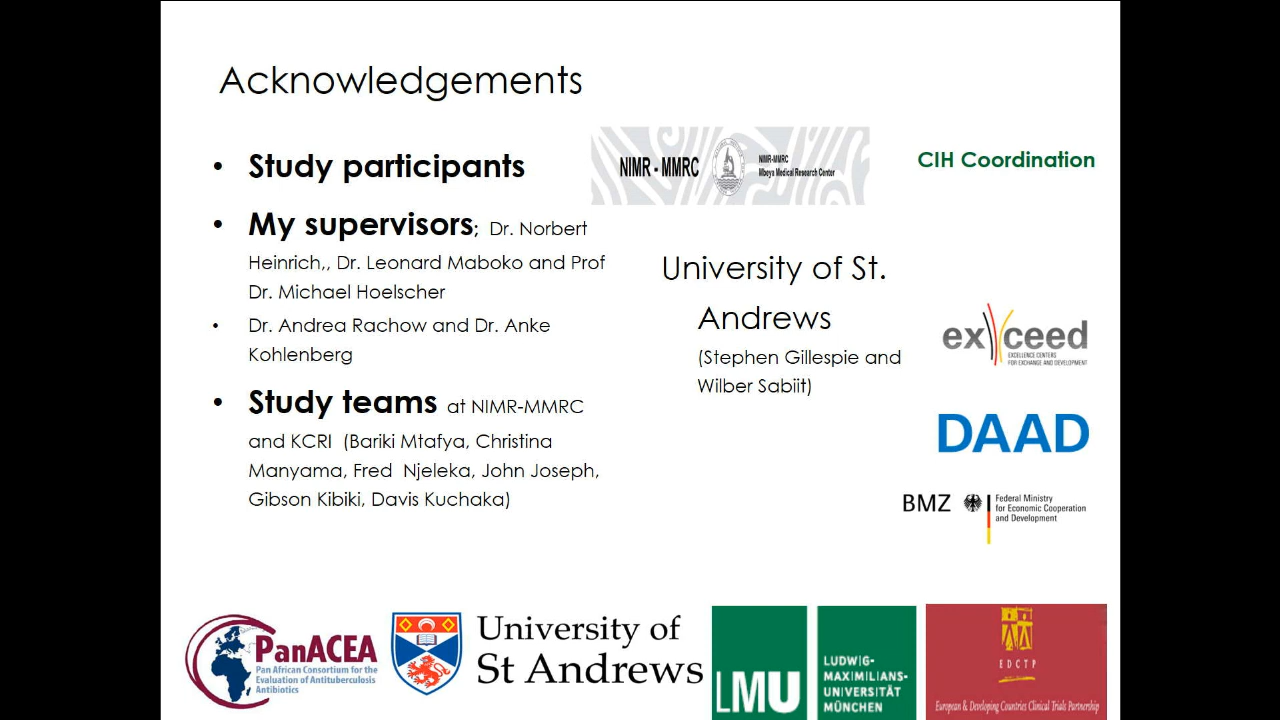 Acknowledgements
• Study participants
• My supervisors; Dr. Norbert
Heinrich,, Dr. Leonard Maboko and Prof
Dr. Michael Hoelscher
• Dr. Andrea Rachow and Dr. Anke
Kohlenberg
• Study teams at NIMR-MMRC
and KCRI (Bariki Mtafya, Christina
Manyama, Fred Njeleka, John Joseph,
Gibson Kibiki, Davis Kuchaka)
NIMR - MMRC
NIMR-MMRC
Mbeya Medical Research Center
CIH Coordination
University of St.
Andrews
(Stephen Gillespie and
Wilber Sabiit)
exceed
EXCELLENCE CENTERS
FOR EXCHANGE AND DEVELOPMENT
DAAD
BMZ
Federal Ministry
for Economic Cooperation
and Development
PanACEA
Pan African Consortium for the
Evaluation of Antituberculosis
Antibiotics
University of
St Andrews
LMU
LUDWIG-
MAXIMILIANS-
UNIVERSITÄT
MÜNCHEN
EDCTP
European & Developing Countries Clinical Trials Partnership